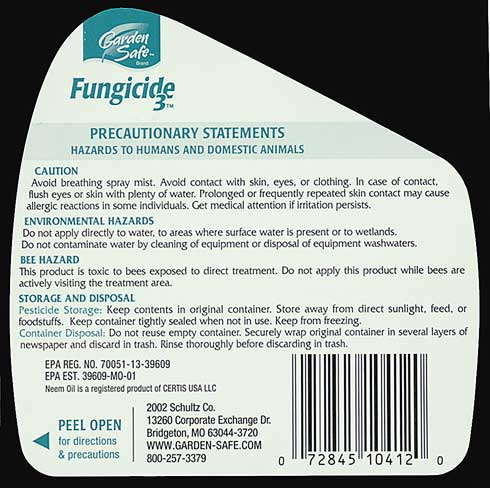 Garden
Safe™
Brand
Fungicide
3™
PRECAUTIONARY STATEMENTS
HAZARDS TO HUMANS AND DOMESTIC ANIMALS
CAUTION
Avoid breathing spray mist. Avoid contact with skin, eyes, or clothing. In case of contact,
flush eyes or skin with plenty of water. Prolonged or frequently repeated skin contact may cause
allergic reactions in some individuals. Get medical attention if irritation persists.
ENVIRONMENTAL HAZARDS
Do not apply directly to water, to areas where surface water is present or to wetlands.
Do not contaminate water by cleaning of equipment or disposal of equipment washwaters.
BEE HAZARD
This product is toxic to bees exposed to direct treatment. Do not apply this product while bees are
actively visiting the treatment area.
STORAGE AND DISPOSAL
Pesticide Storage: Keep contents in original container. Store away from direct sunlight, feed, or
foodstuffs. Keep container tightly sealed when not in use. Keep from freezing.
Container Disposal: Do not reuse empty container. Securely wrap original container in several layers of
newspaper and discard in trash. Rinse thoroughly before discarding in trash.
EPA REG. NO. 70051-13-39609
EPA EST. 39609-MO-01
Neem Oil is a registered product of CERTIS USA LLC
PEEL OPEN
for directions
& precautions
2002 Schultz Co.
13260 Corporate Exchange Dr.
Bridgeton, MO 63044-3720
WWW.GARDEN-SAFE.COM
800-257-3379
0 72845 10412 0